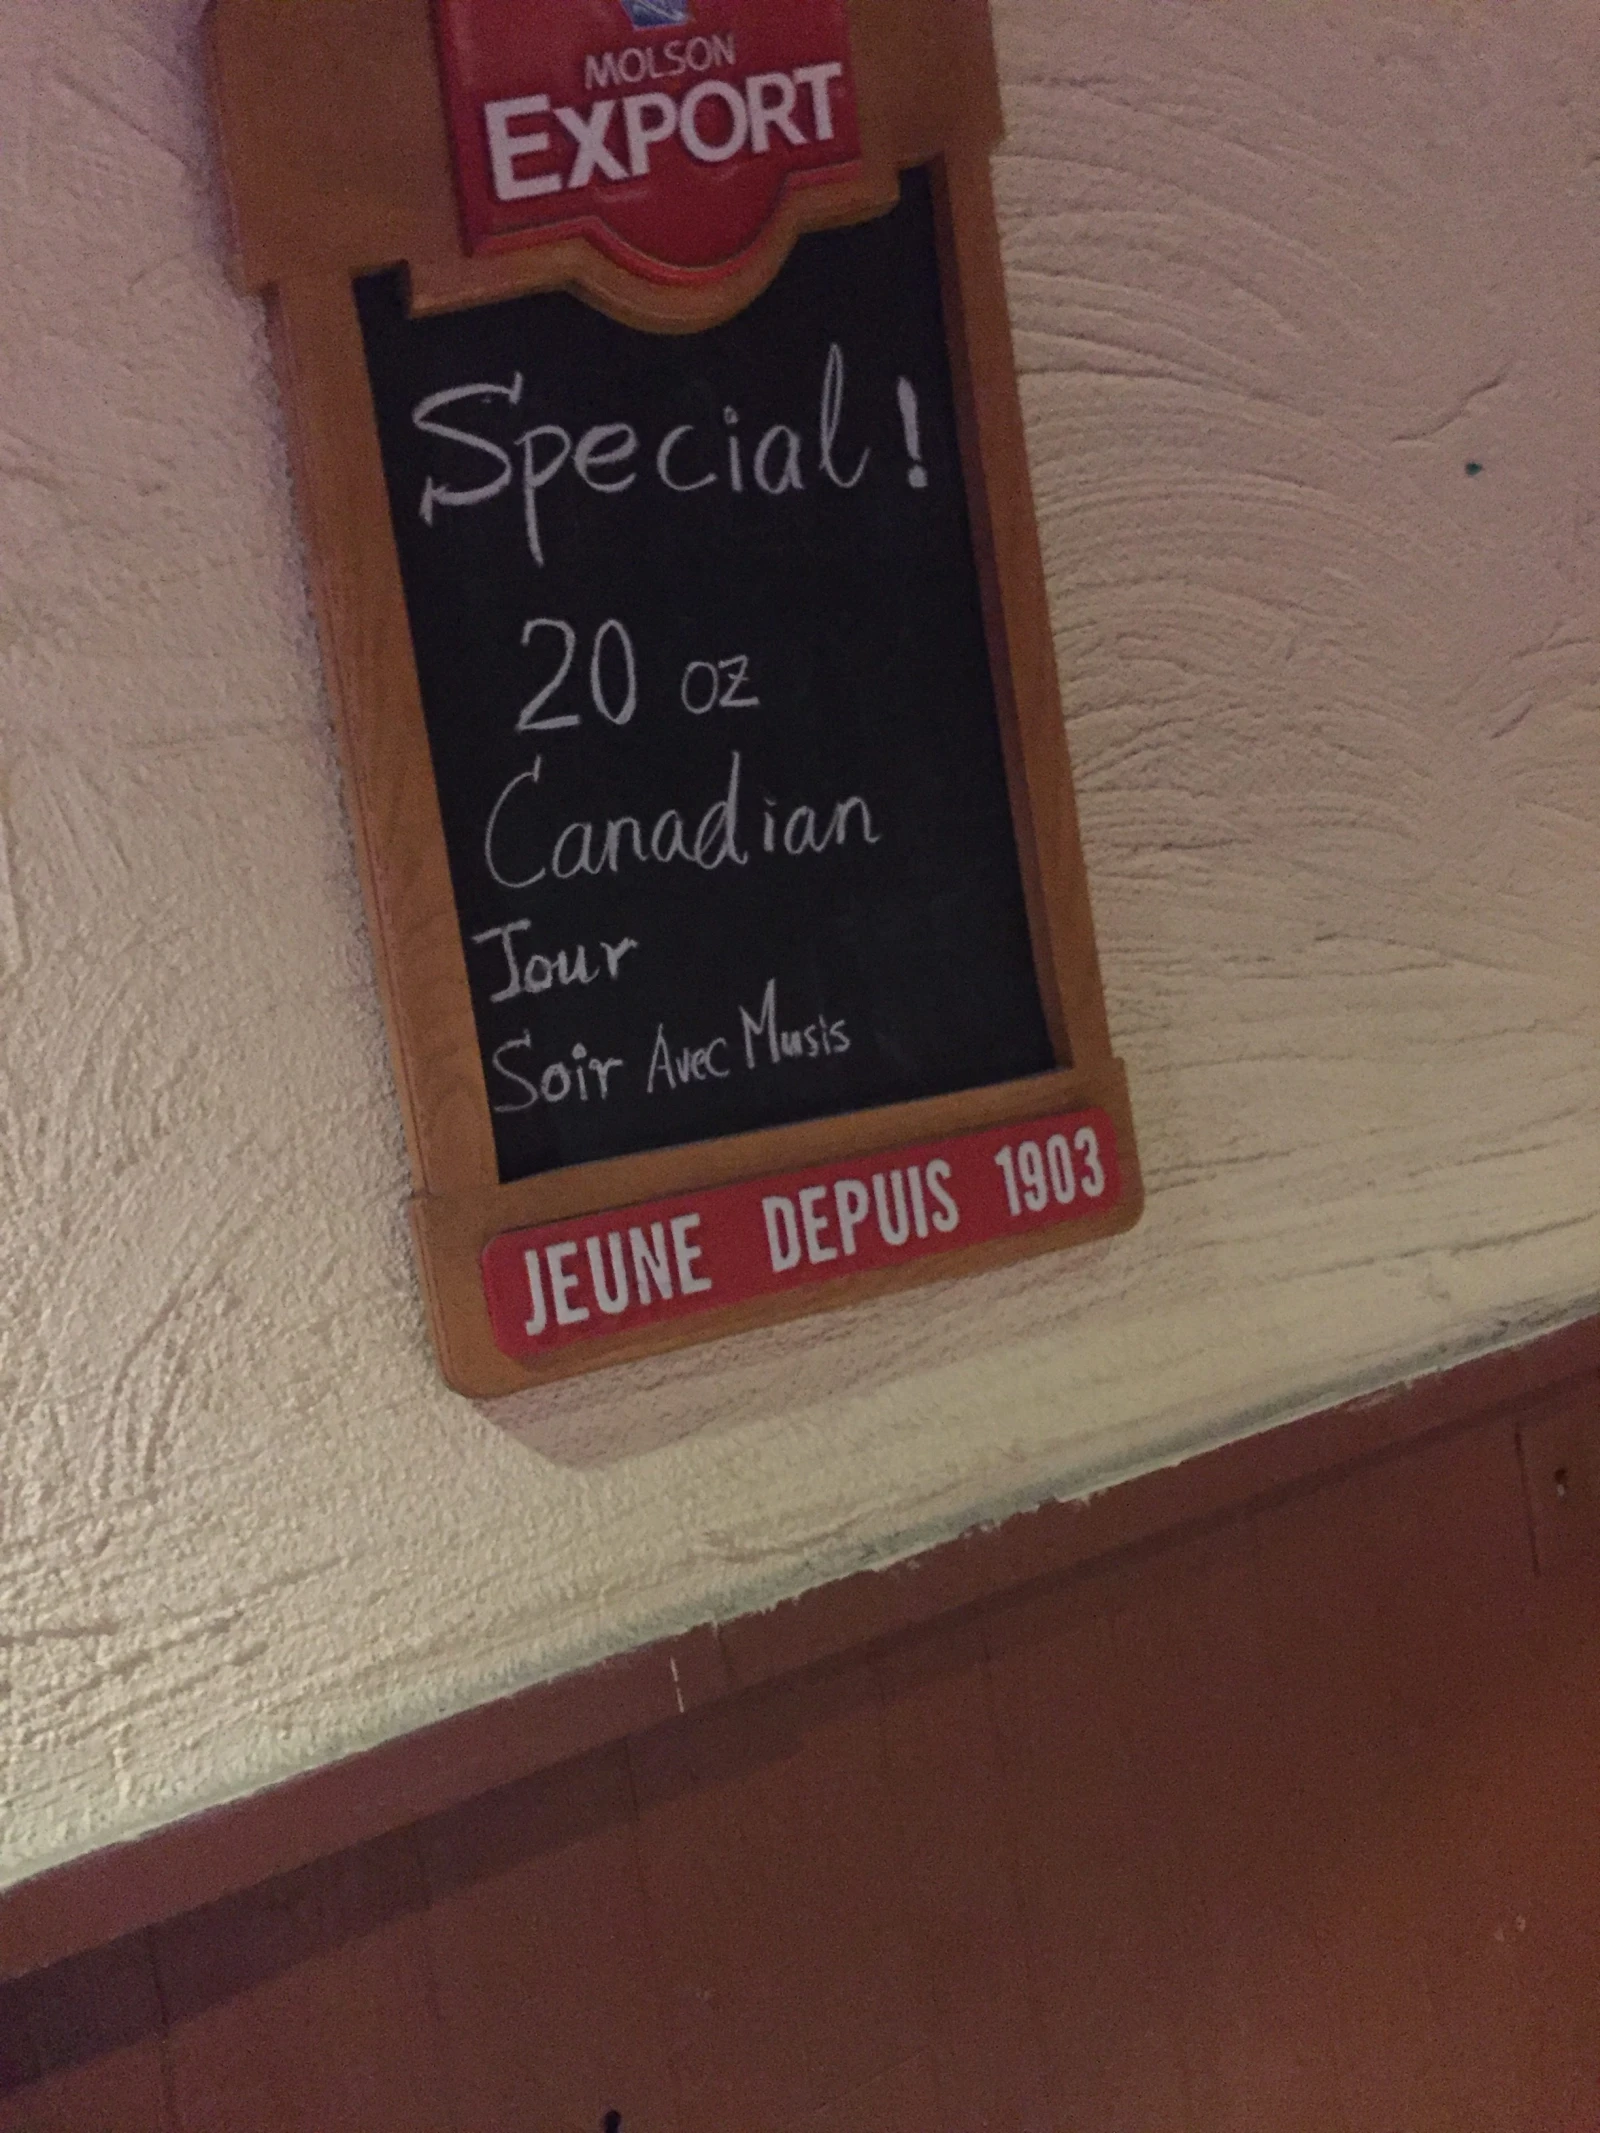 MOLSON
EXPORT
Special!
20 oz
Canadian
Jour
Soir Avec Musis
JEUNE DEPUIS 1903